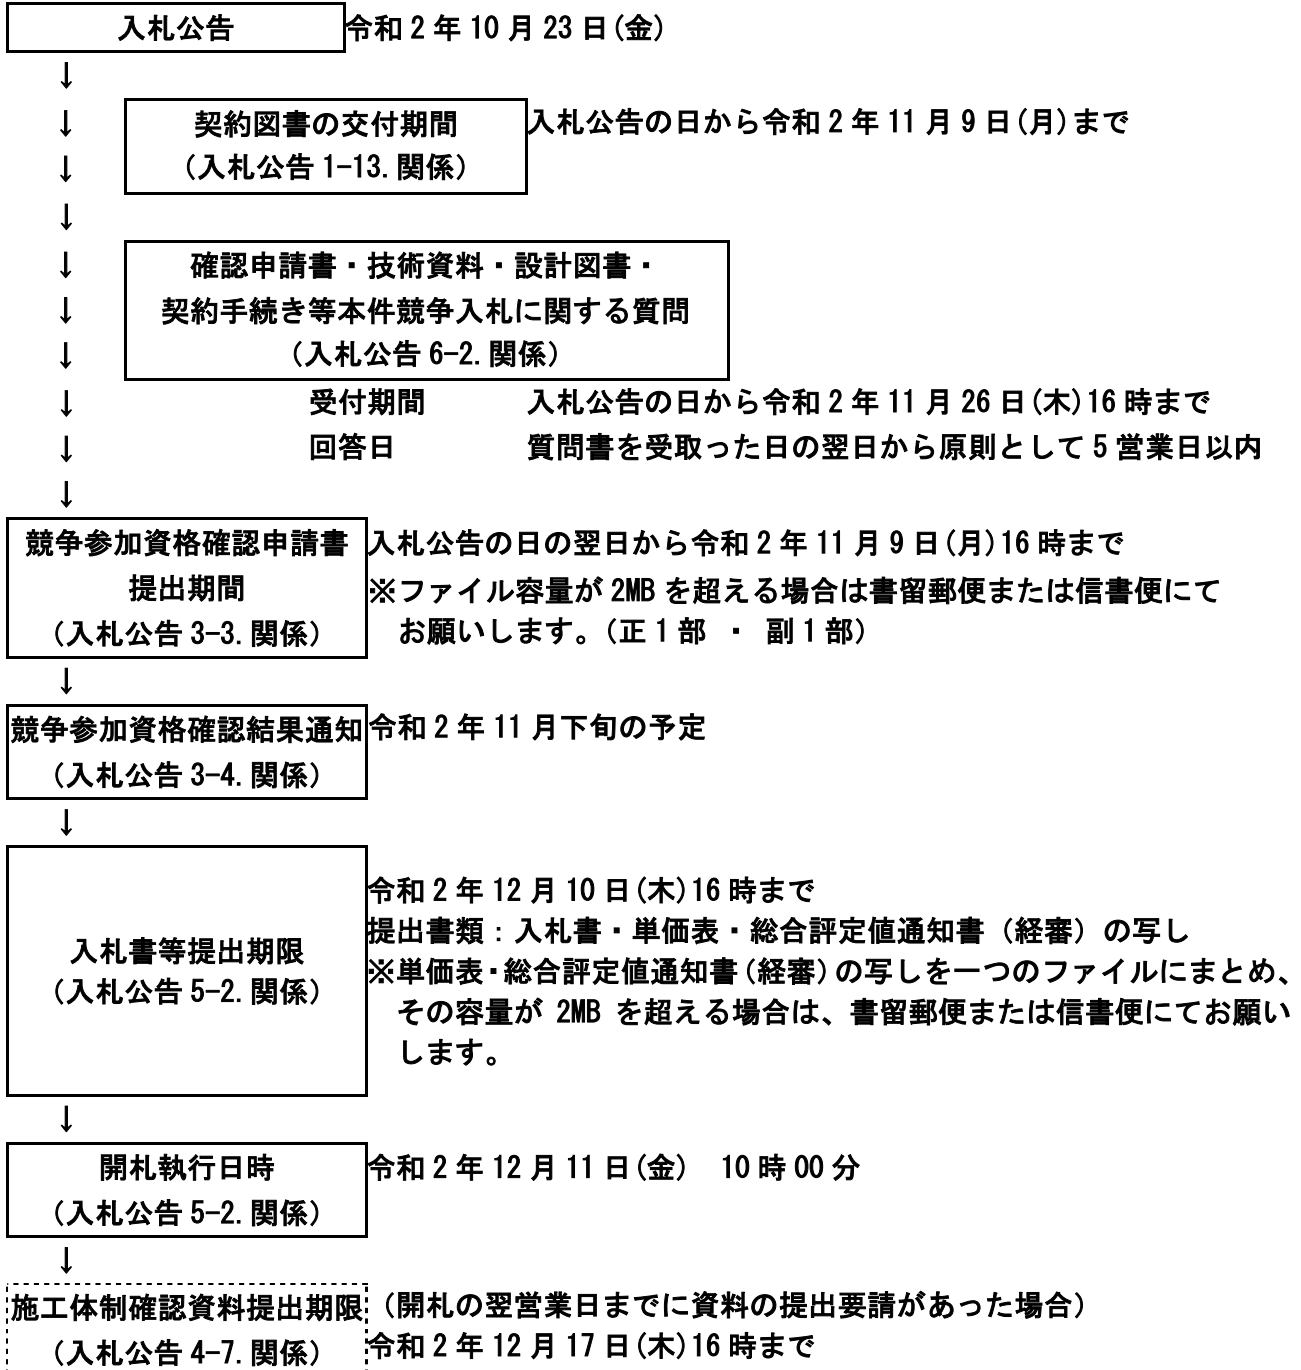 入札公告 令和2年10月23日(金)
↓
↓ 契約図書の交付期間 入札公告の日から令和2年11月9日(月)まで
↓ (入札公告1-13.関係)
↓
↓ 確認申請書・技術資料・設計図書・
↓ 契約手続き等本件競争入札に関する質問
↓ (入札公告6-2.関係)
↓ 受付期間 入札公告の日から令和2年11月26日(木)16時まで
↓ 回答日 質問書を受取った日の翌日から原則として5営業日以内
↓
競争参加資格確認申請書 入札公告の日の翌日から令和2年11月9日(月)16時まで
提出期間 ※ファイル容量が2MBを超える場合は書留郵便または信書便にて
(入札公告3-3.関係) お願いします。(正1部 ・ 副1部)
↓
競争参加資格確認結果通知 令和2年11月下旬の予定
(入札公告3-4.関係)
↓
入札書等提出期限
(入札公告5-2.関係)
令和2年12月10日(木)16時まで
提出書類:入札書・単価表・総合評定値通知書(経審)の写し
※単価表・総合評定値通知書(経審)の写しを一つのファイルにまとめ、
その容量が 2MB を超える場合は、書留郵便または信書便にてお願い
します。
↓
開札執行日時 令和2年12月11日(金) 10時00分
(入札公告5-2.関係)
↓
施工体制確認資料提出期限 (開札の翌営業日までに資料の提出要請があった場合)
(入札公告4-7.関係) 令和2年12月17日(木)16時まで